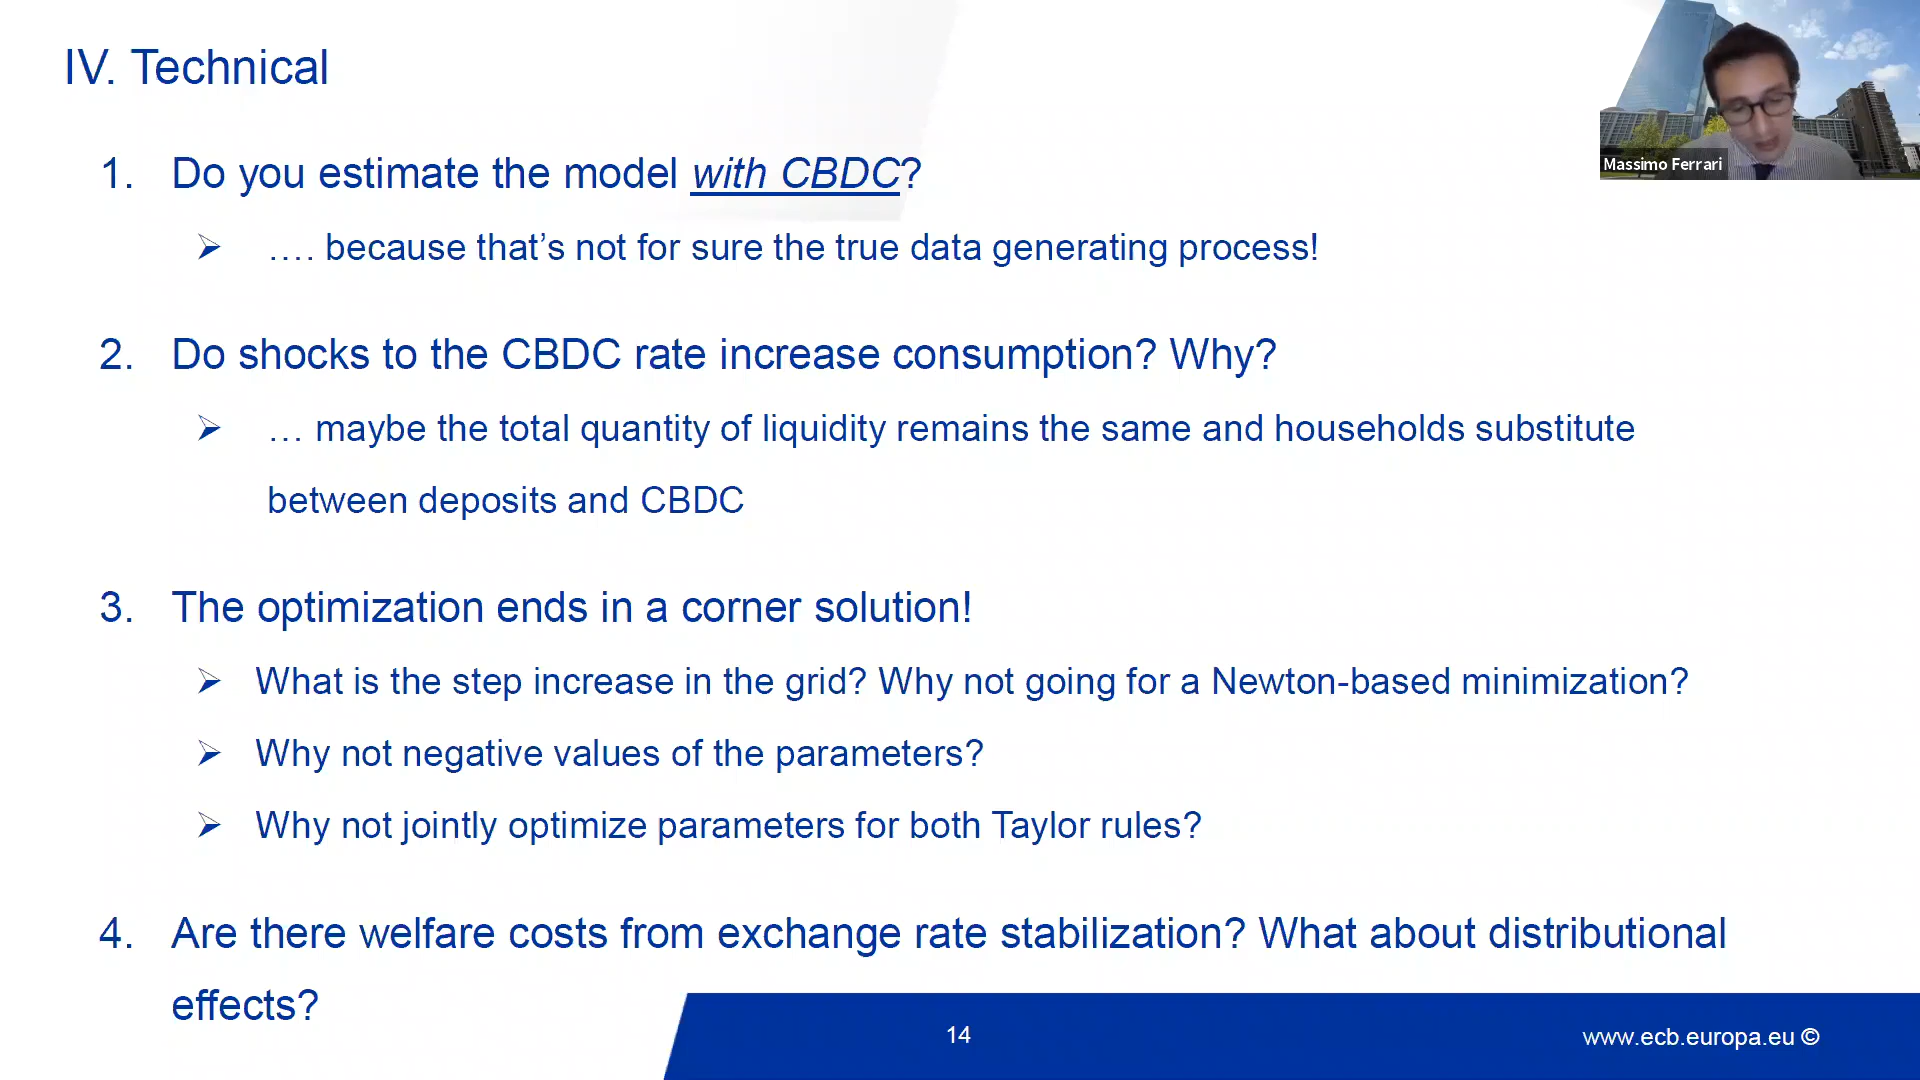 IV. Technical
Massimo Ferrari
1. Do you estimate the model with CBDC?
…. because that’s not for sure the true data generating process!
2. Do shocks to the CBDC rate increase consumption? Why?
… maybe the total quantity of liquidity remains the same and households substitute
between deposits and CBDC
3. The optimization ends in a corner solution!
What is the step increase in the grid? Why not going for a Newton-based minimization?
Why not negative values of the parameters?
Why not jointly optimize parameters for both Taylor rules?
4. Are there welfare costs from exchange rate stabilization? What about distributional
effects?
14
www.ecb.europa.eu ©